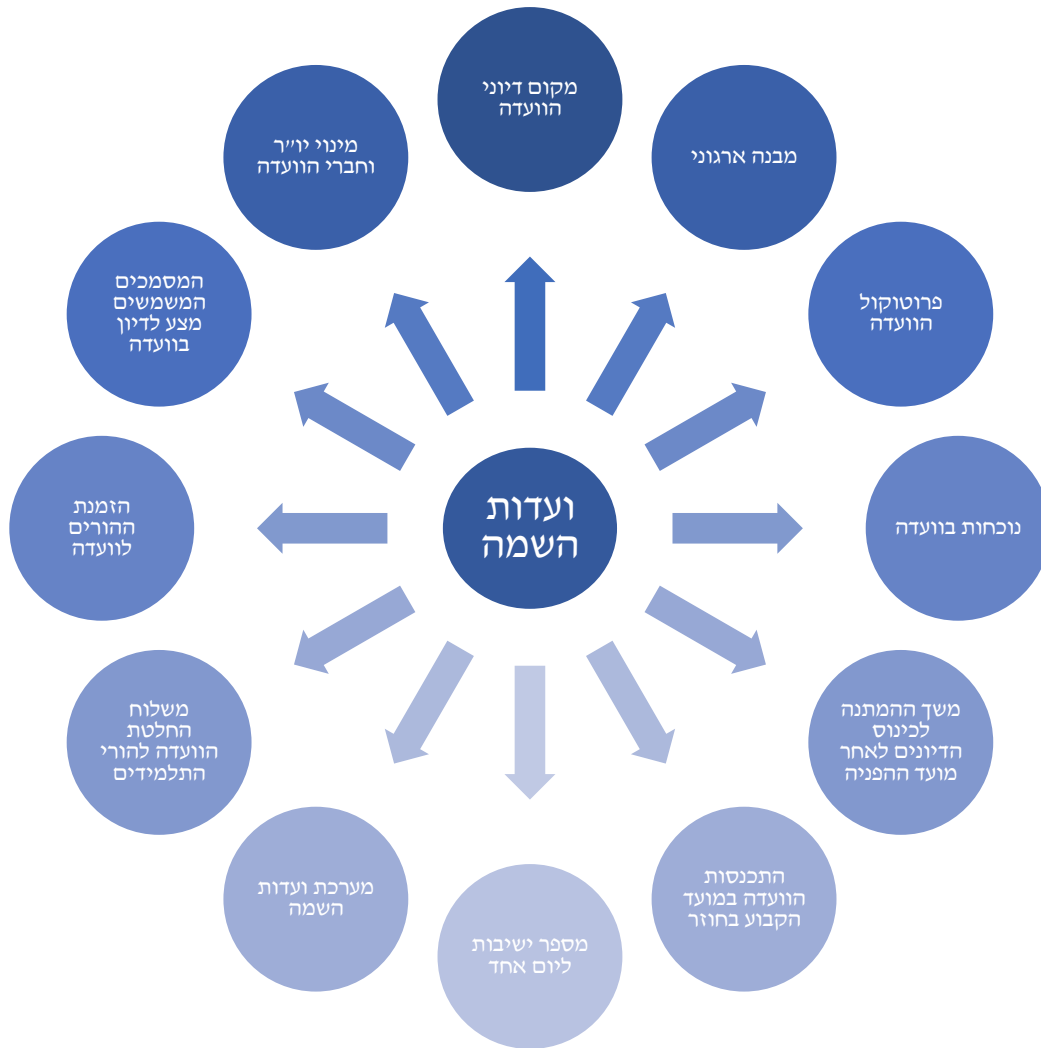 מקום דיוני
הוועדה
מבנה ארגוני
פרוטוקול
הוועדה
נוכחות בוועדה
משך ההמתנה
לכינוס
הדיונים לאחר
מועד ההפניה
התכנסות
הוועדה במועד
הקבוע בחוזר
מספר ישיבות
ליום אחד
מערכת ועדות
השמה
משלוח
החלטת
הוועדה להורי
התלמידים
הזמנת
ההורים
לוועדה
המסמכים
המשמשים
מצע לדיון
בוועדה
מינוי יו״ר
וחברי הוועדה
ועדות
השמה